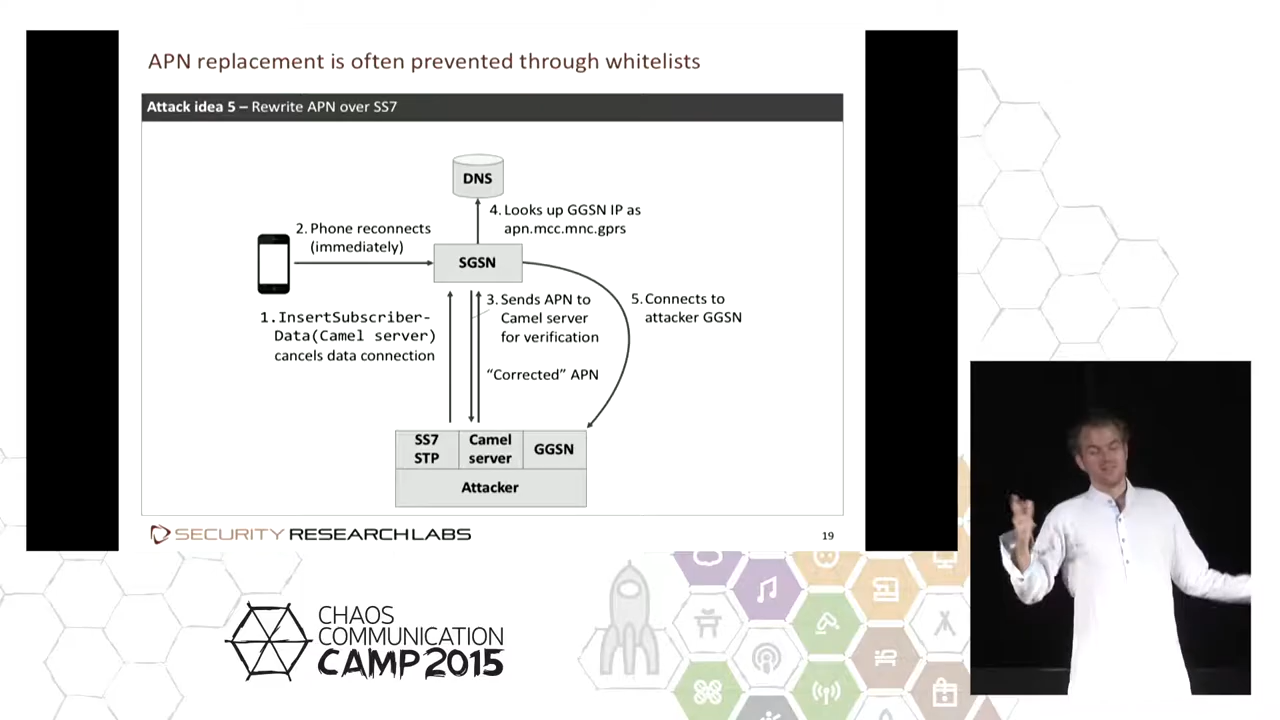 APN replacement is often prevented through whitelists
Attack idea 5 – Rewrite APN over SS7
DNS
4. Looks up GGSN IP as
apn.mcc.mnc.gprs
2. Phone reconnects
(immediately)
SGSN
1. InsertSubscriber-
Data(Camel server)
cancels data connection
3. Sends APN to
Camel server
for verification
"Corrected" APN
5. Connects to
attacker GGSN
SS7
STP
Camel
server
GGSN
Attacker
SECURITY RESEARCH LABS
19
CHAOS
COMMUNICATION
CAMP 2015